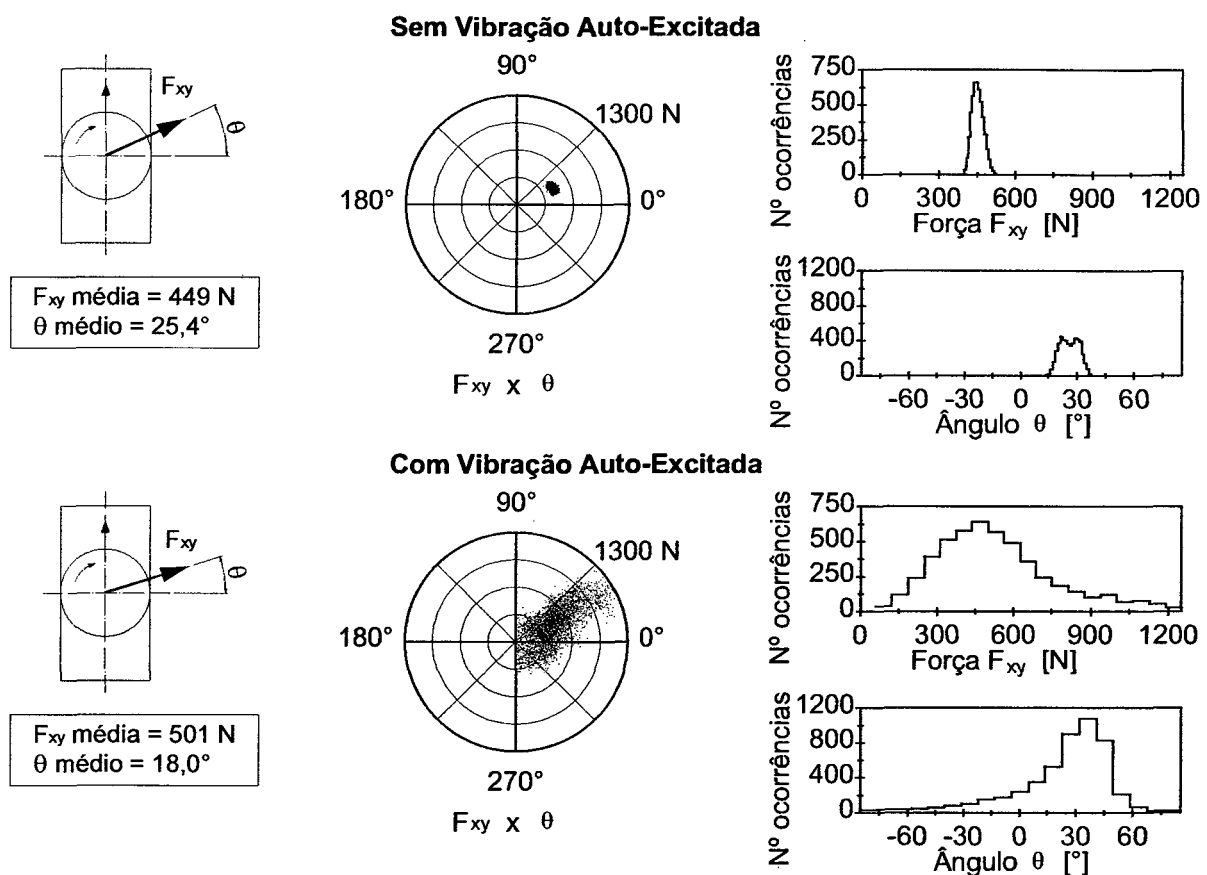 Sem Vibração Auto-Excitada
Fxy
θ
Fxy média = 449 N
θ médio = 25,4°
90°
1300 N
180°
0°
270°
Fxy x θ
Nº ocorrências
750
500
250
0
0 300 600 900 1200
Força Fxy [N]
Nº ocorrências
1200
800
400
0
-60 -30 0 30 60
Ângulo θ [°]
Com Vibração Auto-Excitada
Fxy
θ
Fxy média = 501 N
θ médio = 18,0°
90°
1300 N
180°
0°
270°
Fxy x θ
Nº ocorrências
750
500
250
0
0 300 600 900 1200
Força Fxy [N]
Nº ocorrências
1200
800
400
0
-60 -30 0 30 60
Ângulo θ [°]